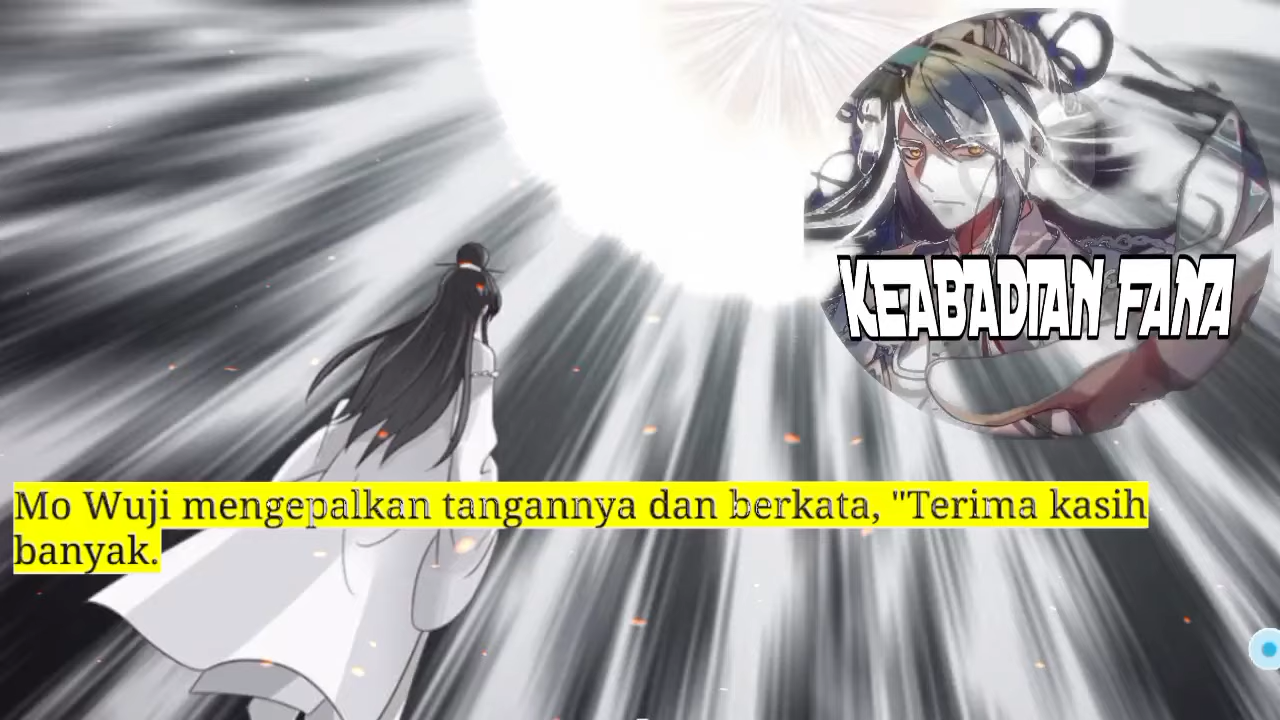 KEABADIAN FANA
Mo Wuji mengepalkan tangannya dan berkata, "Terima kasih
banyak.